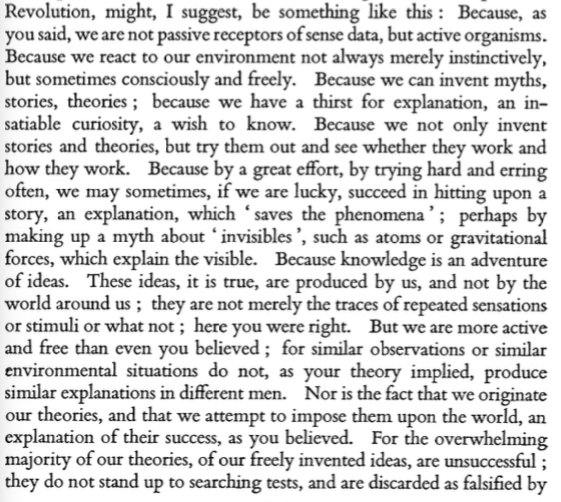 Revolution, might, I suggest, be something like this : Because, as
you said, we are not passive receptors of sense data, but active organisms.
Because we react to our environment not always merely instinctively,
but sometimes consciously and freely. Because we can invent myths,
stories, theories ; because we have a thirst for explanation, an in-
satiable curiosity, a wish to know. Because we not only invent
stories and theories, but try them out and see whether they work and
how they work. Because by a great effort, by trying hard and erring
often, we may sometimes, if we are lucky, succeed in hitting upon a
story, an explanation, which ‘saves the phenomena’ ; perhaps by
making up a myth about ‘invisibles’, such as atoms or gravitational
forces, which explain the visible. Because knowledge is an adventure
of ideas. These ideas, it is true, are produced by us, and not by the
world around us ; they are not merely the traces of repeated sensations
or stimuli or what not ; here you were right. But we are more active
and free than even you believed ; for similar observations or similar
environmental situations do not, as your theory implied, produce
similar explanations in different men. Nor is the fact that we originate
our theories, and that we attempt to impose them upon the world, an
explanation of their success, as you believed. For the overwhelming
majority of our theories, of our freely invented ideas, are unsuccessful ;
they do not stand up to searching tests, and are discarded as falsified by